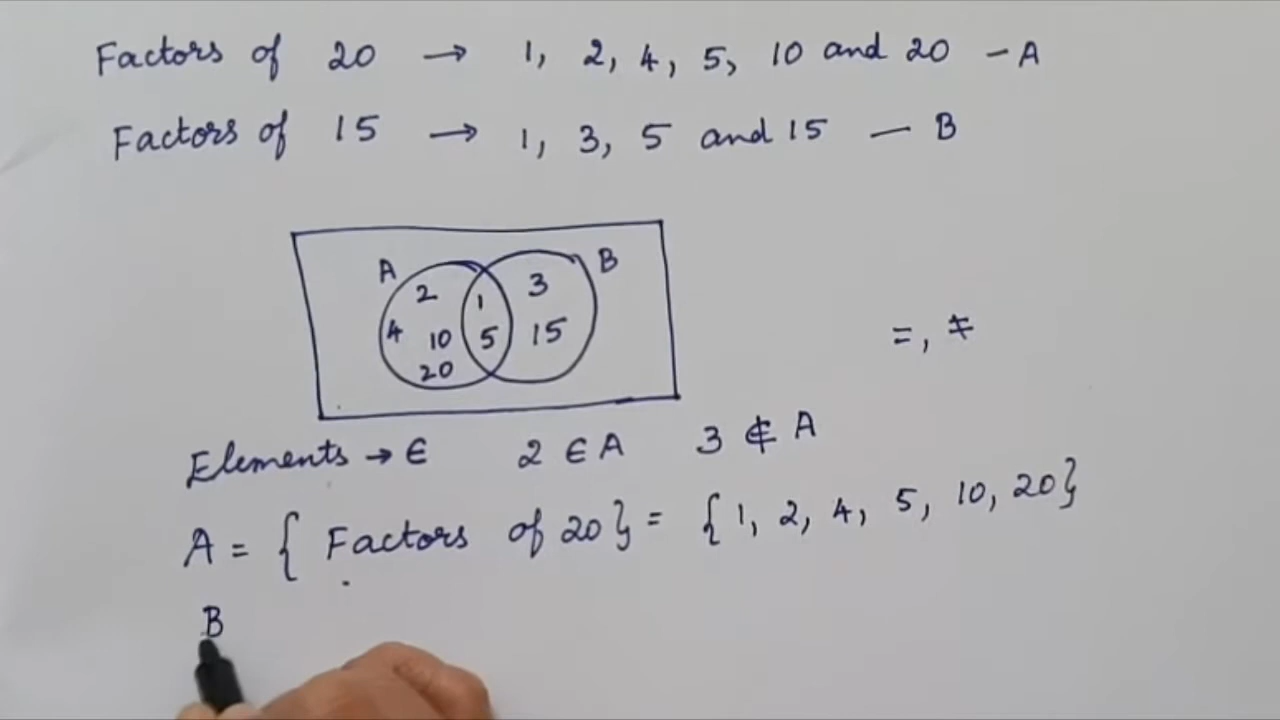 Factors of 20 → 1, 2, 4, 5, 10 and 20 – A
Factors of 15 → 1, 3, 5 and 15 — B
A B
2 1 3
4 10 5 15
20
=, ≠
Elements → ∈ 2 ∈ A 3 ∉ A
A = { Factors of 20} = {1, 2, 4, 5, 10, 20}
B